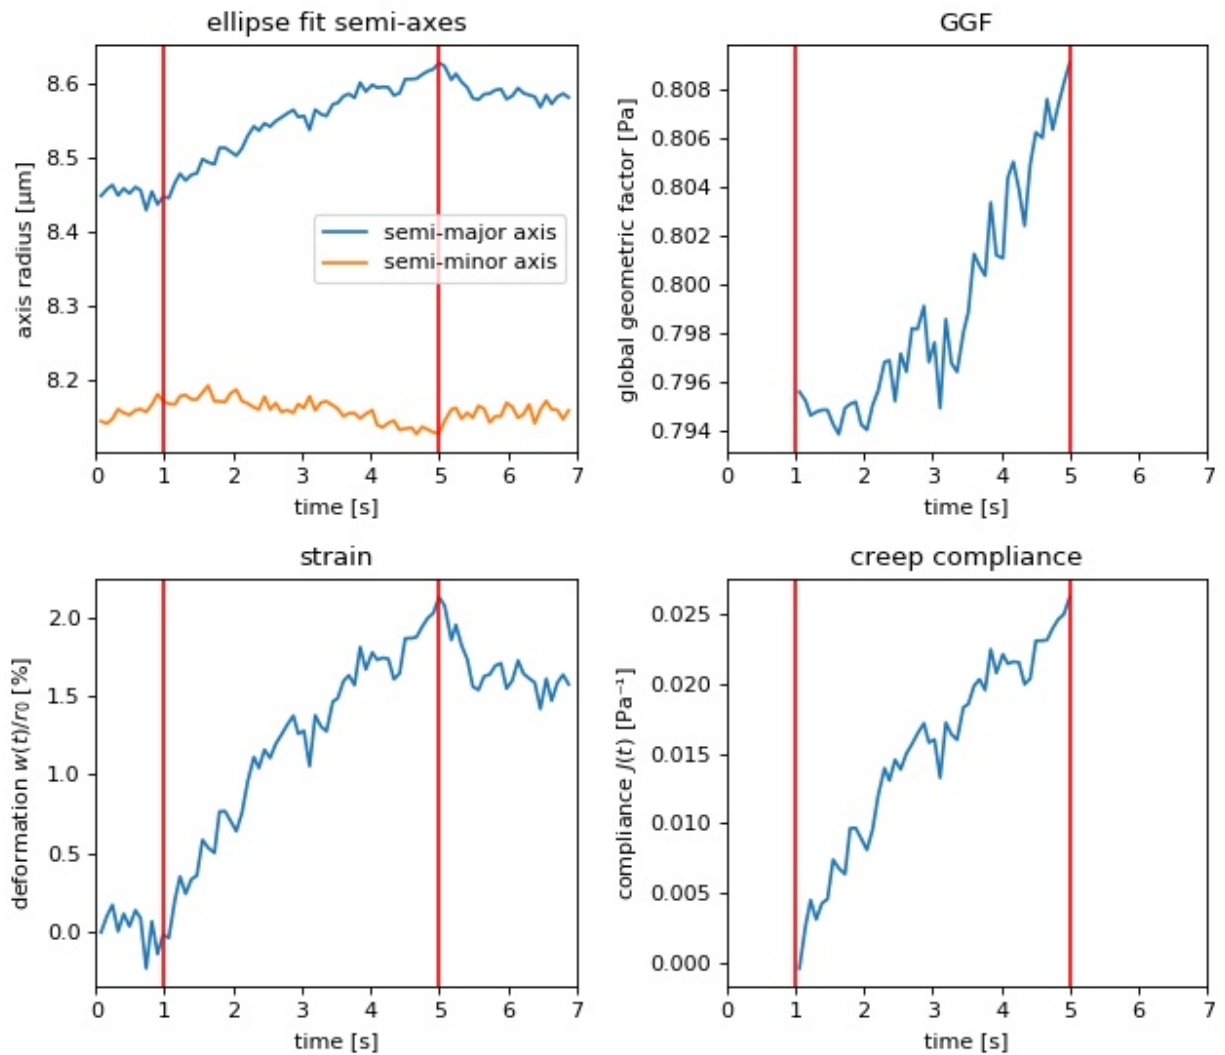 ellipse fit semi-axes
8.6
8.5
8.4
8.3
8.2
axis radius [µm]
semi-major axis
semi-minor axis
0 1 2 3 4 5 6 7
time [s]
GGF
0.808
0.806
0.804
0.802
0.800
0.798
0.796
0.794
global geometric factor [Pa]
0 1 2 3 4 5 6 7
time [s]
strain
2.0
1.5
1.0
0.5
0.0
deformation w(t)/r₀ [%]
0 1 2 3 4 5 6 7
time [s]
creep compliance
0.025
0.020
0.015
0.010
0.005
0.000
compliance J(t) [Pa⁻¹]
0 1 2 3 4 5 6 7
time [s]